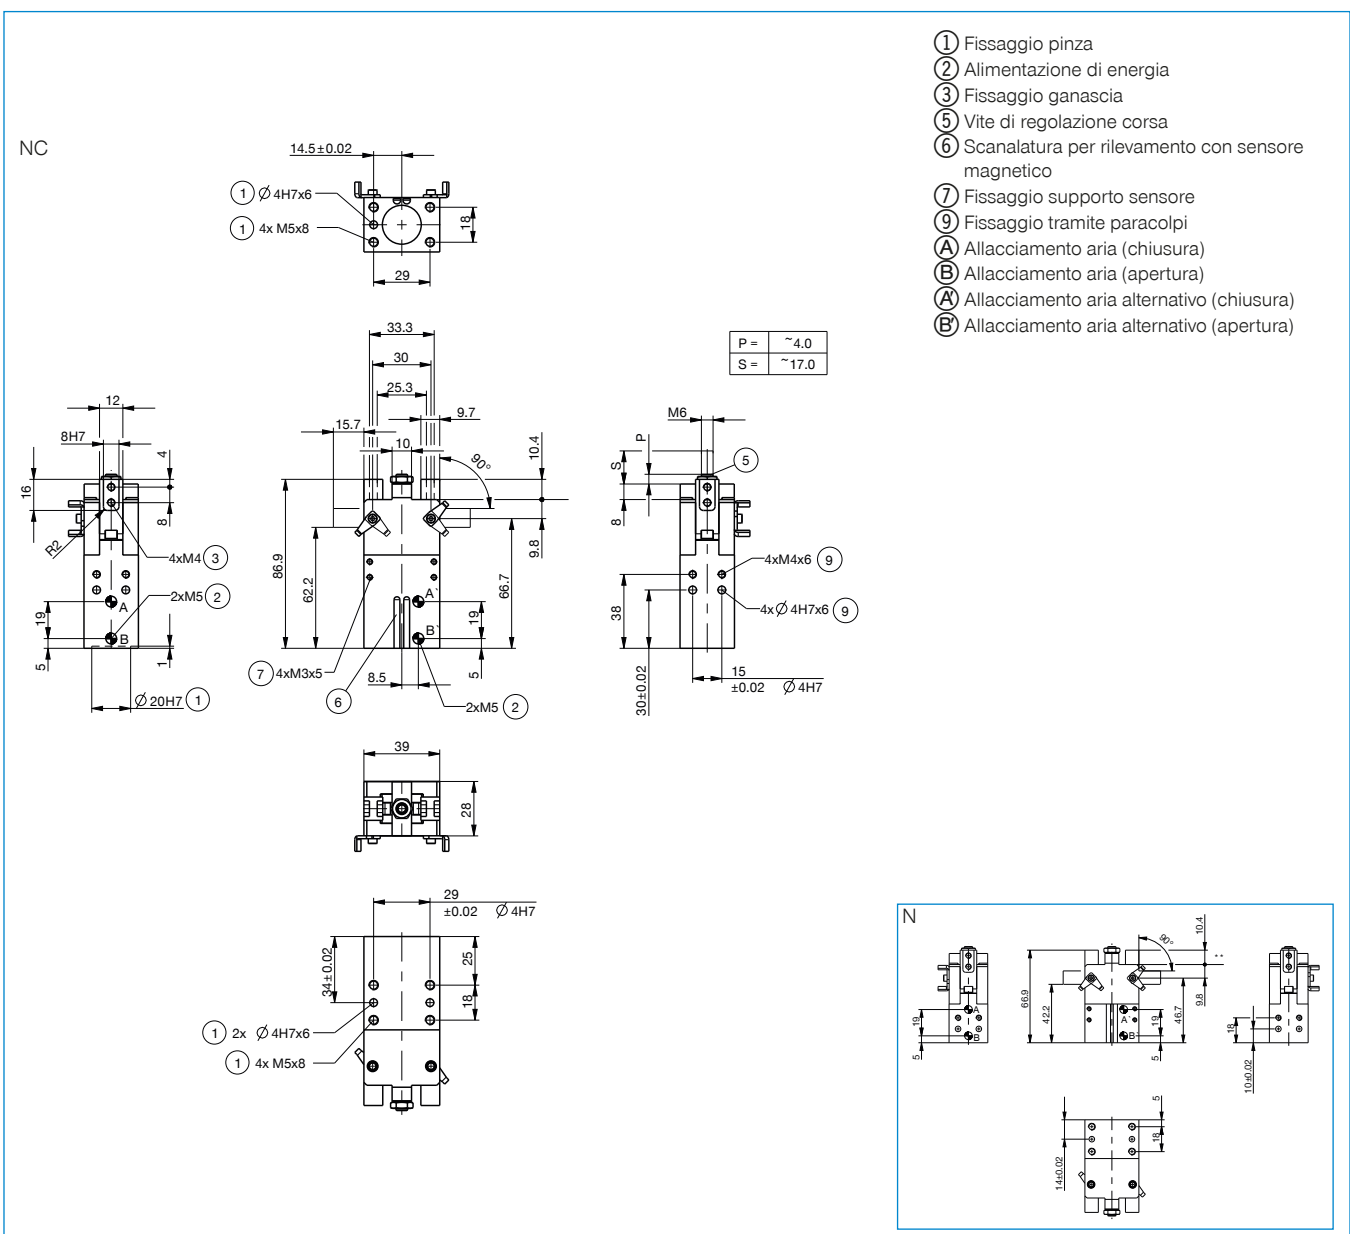 1 Fissaggio pinza
2 Alimentazione di energia
3 Fissaggio ganascia
5 Vite di regolazione corsa
6 Scanalatura per rilevamento con sensore
magnetico
7 Fissaggio supporto sensore
9 Fissaggio tramite paracolpi
A Allacciamento aria (chiusura)
B Allacciamento aria (apertura)
A' Allacciamento aria alternativo (chiusura)
B' Allacciamento aria alternativo (apertura)
NC
14.5±0.02
1 Ø 4H7x6
1 4x M5x8
18
29
P = ~4.0
S = ~17.0
12
8H7
4
16
8
R2
4xM4 3
2xM5 2
A
B
19
5
1
Ø 20H7 1
33.3
30
25.3
9.7
15.7
10
90°
10.4
9.8
86.9
62.2
66.7
A`
B`
19
5
7 4xM3x5
6
8.5
2xM5 2
M6
P
S
5
8
4xM4x6 9
4x Ø 4H7x6 9
38
30±0.02
15
±0.02 Ø 4H7
39
28
29
±0.02 Ø 4H7
34±0.02
25
18
1 2x Ø 4H7x6
1 4x M5x8
N
A
B
19
5
66.9
42.2
90°
10.4
**
9.8
46.7
A`
B`
19
5
18
10±0.02
14±0.02
5
18